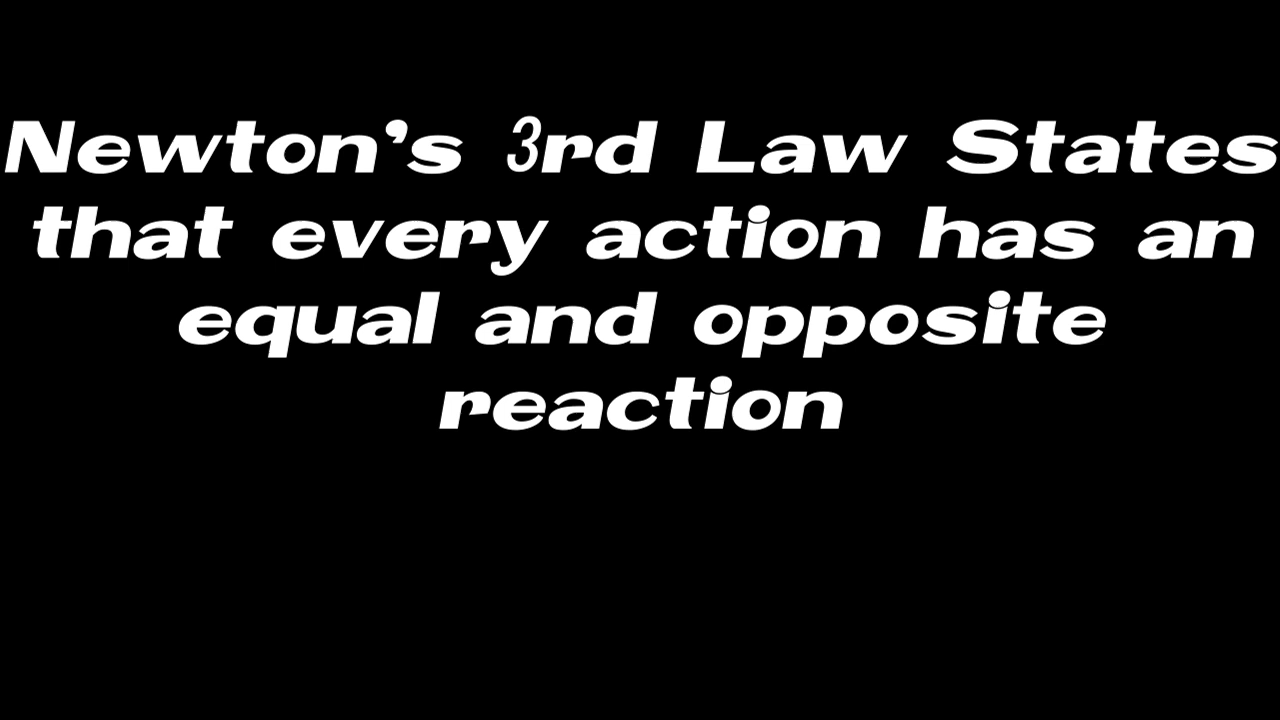 Newton's 3rd Law States
that every action has an
equal and opposite
reaction